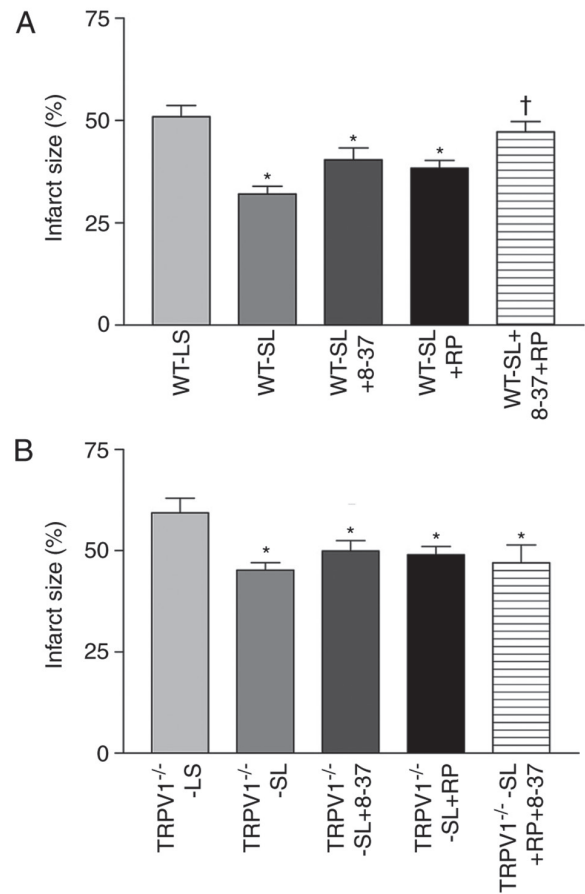 A
Infarct size (%)
75
50
25
0
*
*
*
†
WT-LS
WT-SL
WT-SL
+8-37
WT-SL
+RP
WT-SL+
8-37+RP
B
Infarct size (%)
75
50
25
0
*
*
*
*
TRPV1-/-
-LS
TRPV1-/-
-SL
TRPV1-/-
-SL+8-37
TRPV1-/-
-SL+RP
TRPV1-/- -SL
+RP+8-37